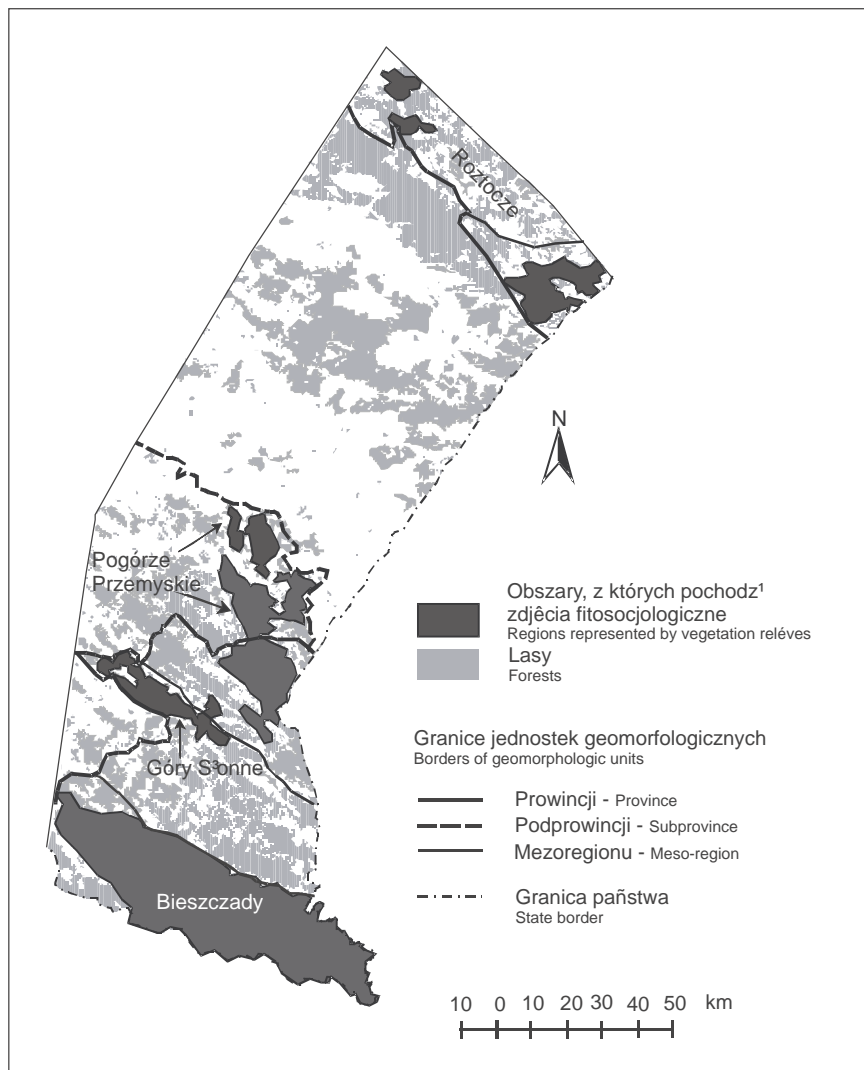 Roztocze
N
Pogórze
Przemyskie
Obszary, z których pochodz¹
zdjêcia fitosocjologiczne
Regions represented by vegetation reléves
Lasy
Forests
Góry S³onne
Granice jednostek geomorfologicznych
Borders of geomorphologic units
Prowincji - Province
Podprowincji - Subprovince
Mezoregionu - Meso-region
Bieszczady
Granica państwa
State border
10 0 10 20 30 40 50 km